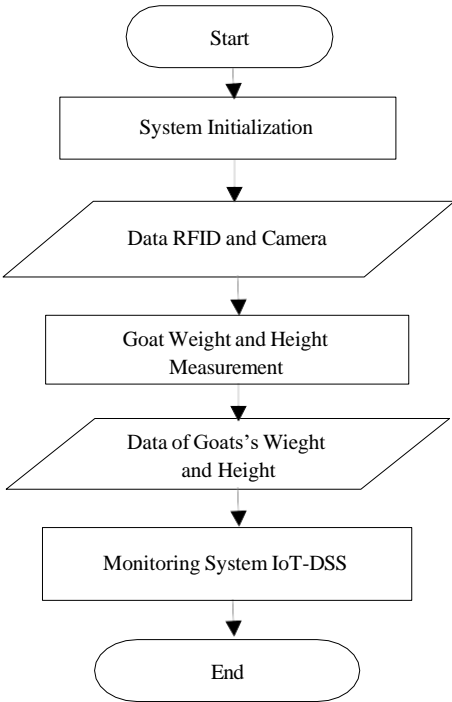 Start
System Initialization
Data RFID and Camera
Goat Weight and Height
Measurement
Data of Goats's Wieght
and Height
Monitoring System IoT-DSS
End